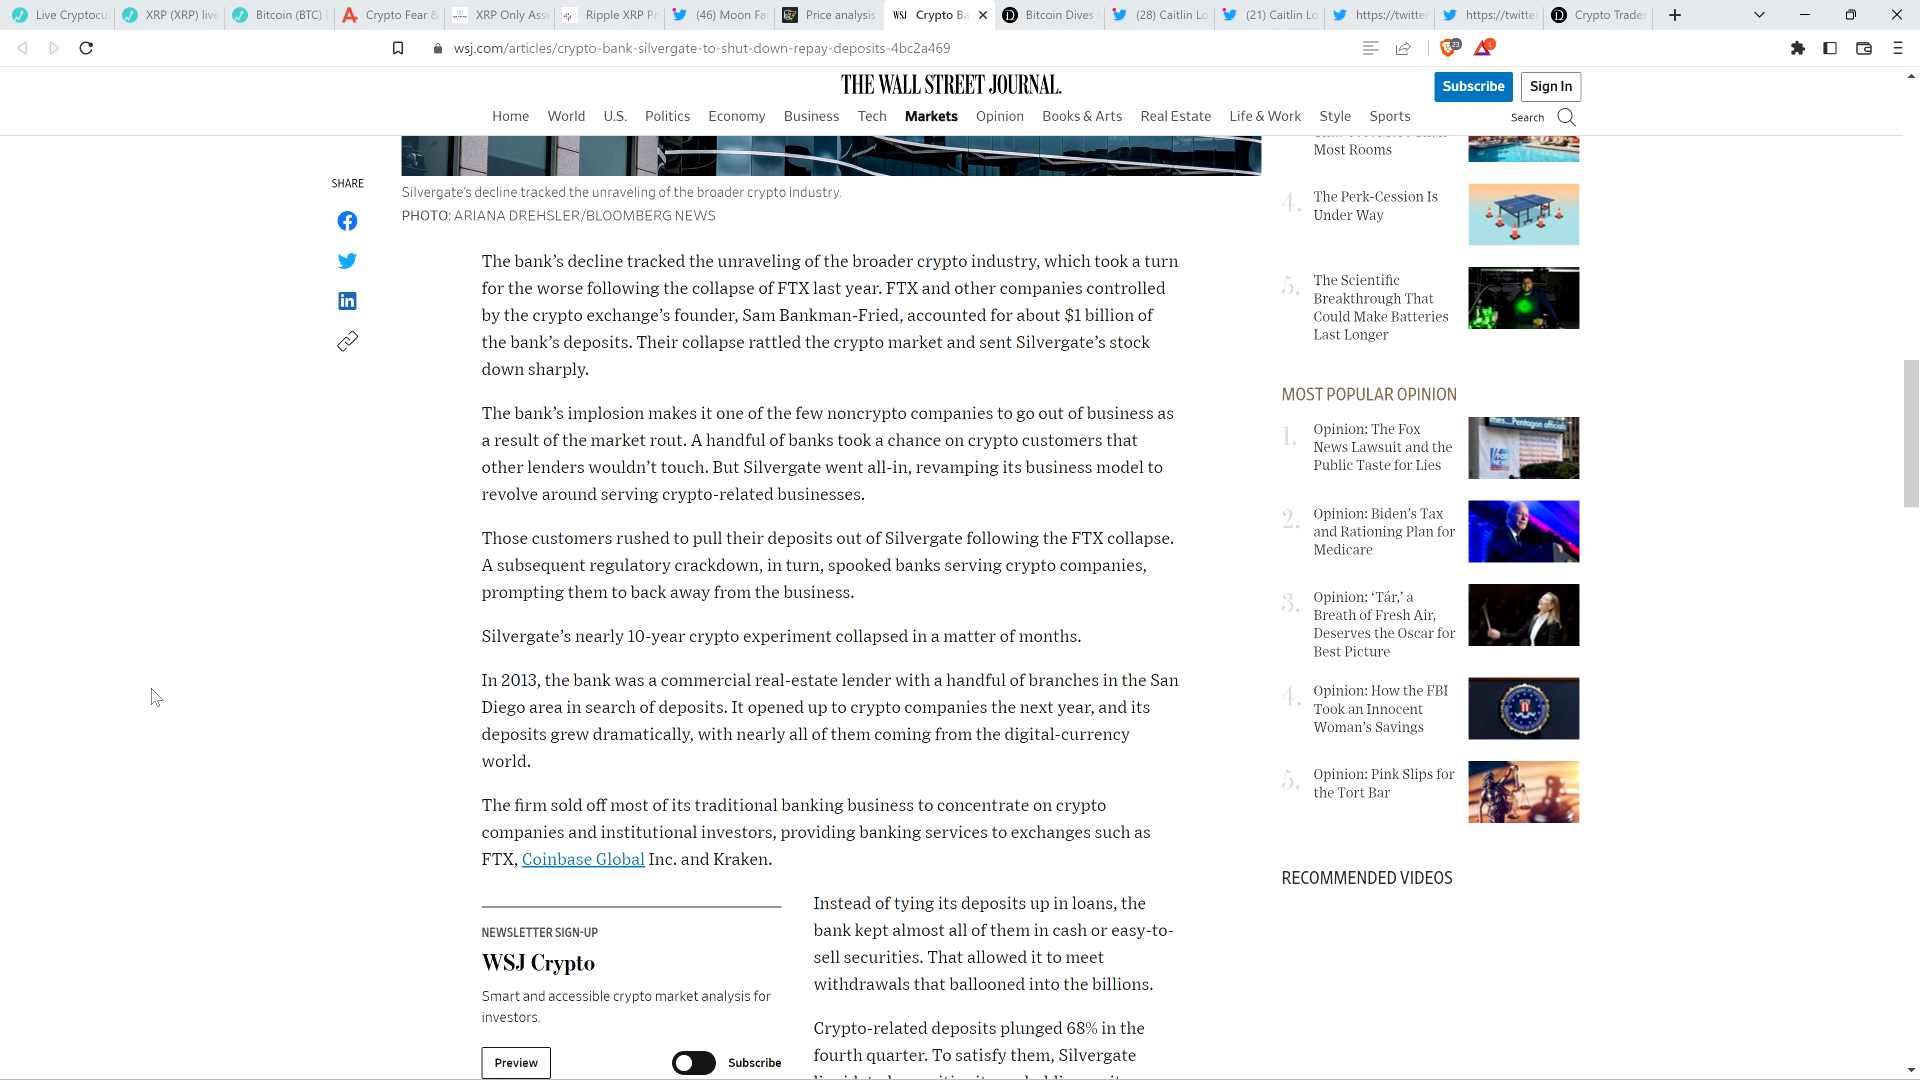 Live Cryptocu
XRP (XRP) live
Bitcoin (BTC)
Crypto Fear &
XRP Only Ass
Ripple XRP P
(46) Moon Fa
Price analysis
WSJ Crypto Ba
Bitcoin Dives
(28) Caitlin Lo
(21) Caitlin Lo
https://twitte
https://twitte
Crypto Trader
wsj.com/articles/crypto-bank-silvergate-to-shut-down-repay-deposits-4bc2a469
THE WALL STREET JOURNAL.
Subscribe
Sign In
Home World U.S. Politics Economy Business Tech Markets Opinion Books & Arts Real Estate Life & Work Style Sports
Search
SHARE
Silvergate's decline tracked the unraveling of the broader crypto industry.
PHOTO: ARIANA DREHSLER/BLOOMBERG NEWS
The bank's decline tracked the unraveling of the broader crypto industry, which took a turn
for the worse following the collapse of FTX last year. FTX and other companies controlled
by the crypto exchange's founder, Sam Bankman-Fried, accounted for about $1 billion of
the bank's deposits. Their collapse rattled the crypto market and sent Silvergate's stock
down sharply.
The bank's implosion makes it one of the few noncrypto companies to go out of business as
a result of the market rout. A handful of banks took a chance on crypto customers that
other lenders wouldn't touch. But Silvergate went all-in, revamping its business model to
revolve around serving crypto-related businesses.
Those customers rushed to pull their deposits out of Silvergate following the FTX collapse.
A subsequent regulatory crackdown, in turn, spooked banks serving crypto companies,
prompting them to back away from the business.
Silvergate's nearly 10-year crypto experiment collapsed in a matter of months.
In 2013, the bank was a commercial real-estate lender with a handful of branches in the San
Diego area in search of deposits. It opened up to crypto companies the next year, and its
deposits grew dramatically, with nearly all of them coming from the digital-currency
world.
The firm sold off most of its traditional banking business to concentrate on crypto
companies and institutional investors, providing banking services to exchanges such as
FTX, Coinbase Global Inc. and Kraken.
NEWSLETTER SIGN-UP
WSJ Crypto
Smart and accessible crypto market analysis for
investors.
Preview
Subscribe
Instead of tying its deposits up in loans, the
bank kept almost all of them in cash or easy-to-
sell securities. That allowed it to meet
withdrawals that ballooned into the billions.
Crypto-related deposits plunged 68% in the
fourth quarter. To satisfy them, Silvergate
Most Rooms
4. The Perk-Cession Is
Under Way
5. The Scientific
Breakthrough That
Could Make Batteries
Last Longer
MOST POPULAR OPINION
1. Opinion: The Fox
News Lawsuit and the
Public Taste for Lies
2. Opinion: Biden's Tax
and Rationing Plan for
Medicare
3. Opinion: 'Tár,' a
Breath of Fresh Air,
Deserves the Oscar for
Best Picture
4. Opinion: How the FBI
Took an Innocent
Woman's Savings
5. Opinion: Pink Slips for
the Tort Bar
RECOMMENDED VIDEOS